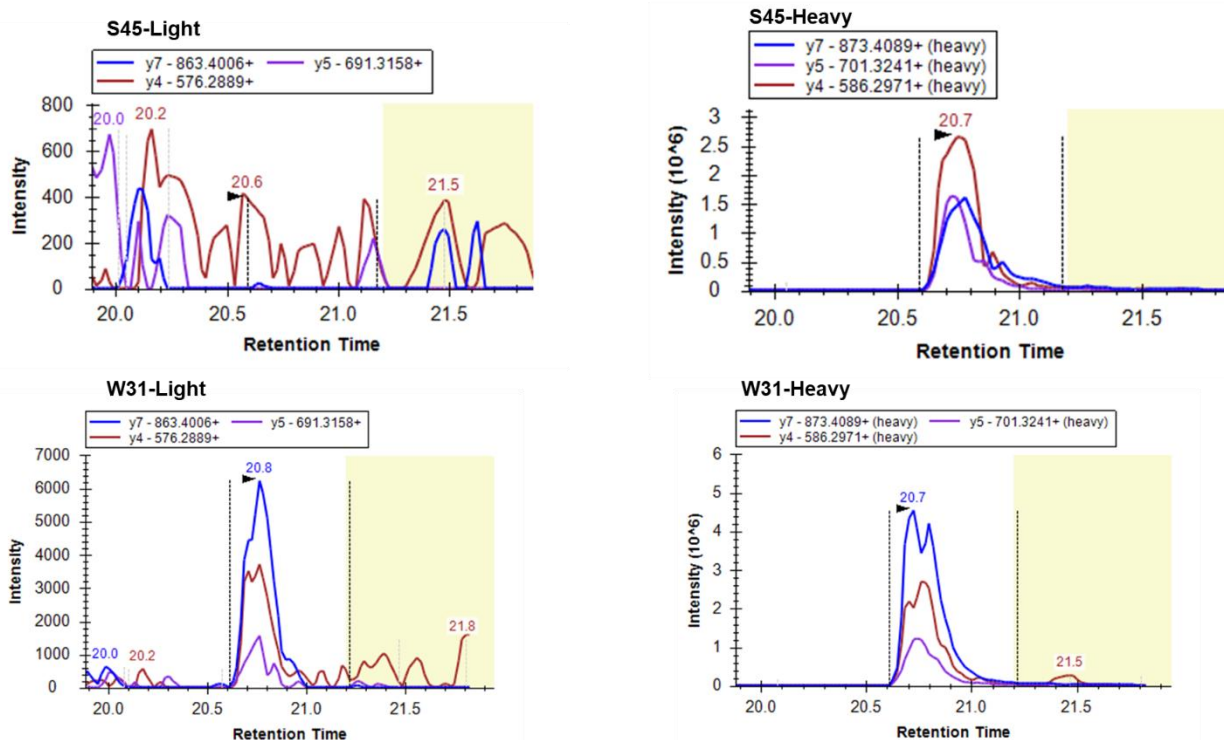 S45-Light
y7 - 863.4006+ y5 - 691.3158+
y4 - 576.2889+
800
600
400
200
0
Intensity
20.0
20.2
20.6
21.5
20.0 20.5 21.0 21.5
Retention Time
S45-Heavy
y7 - 873.4089+ (heavy)
y5 - 701.3241+ (heavy)
y4 - 586.2971+ (heavy)
3
2.5
2
1.5
1
0.5
0
Intensity (10^6)
20.7
20.0 20.5 21.0 21.5
Retention Time
W31-Light
y7 - 863.4006+ y5 - 691.3158+
y4 - 576.2889+
7000
6000
5000
4000
3000
2000
1000
0
Intensity
20.0
20.2
20.8
21.8
20.0 20.5 21.0 21.5
Retention Time
W31-Heavy
y7 - 873.4089+ (heavy) y5 - 701.3241+ (heavy)
y4 - 586.2971+ (heavy)
6
5
4
3
2
1
0
Intensity (10^6)
20.7
21.5
20.0 20.5 21.0 21.5
Retention Time